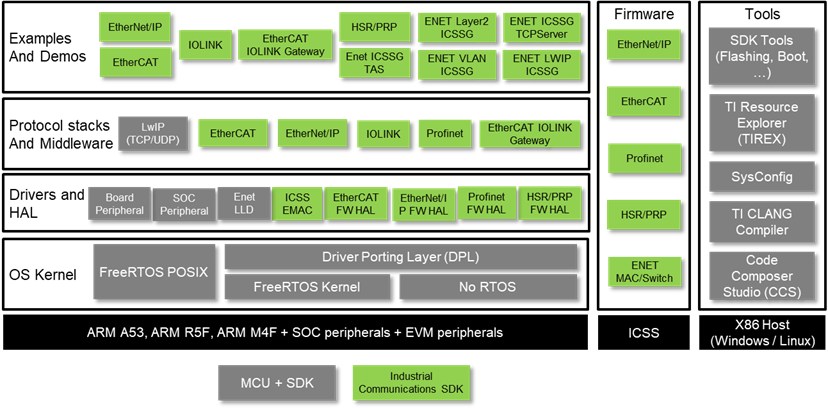 Examples
And Demos
EtherNet/IP
EtherCAT
IOLINK
EtherCAT
IOLINK Gateway
HSR/PRP
Enet ICSSG
TAS
ENET Layer2
ICSSG
ENET VLAN
ICSSG
ENET ICSSG
TCPServer
ENET LWIP
ICSSG
Protocol stacks
And Middleware
LwIP
(TCP/UDP)
EtherCAT
EtherNet/IP
IOLINK
Profinet
EtherCAT IOLINK
Gateway
Drivers and
HAL
Board
Peripheral
SOC
Peripheral
Enet
LLD
ICSS
EMAC
EtherCAT
FW HAL
EtherNet/I
P FW HAL
Profinet
FW HAL
HSR/PRP
FW HAL
OS Kernel
FreeRTOS POSIX
Driver Porting Layer (DPL)
FreeRTOS Kernel
No RTOS
ARM A53, ARM R5F, ARM M4F + SOC peripherals + EVM peripherals
Firmware
EtherNet/IP
EtherCAT
Profinet
HSR/PRP
ENET
MAC/Switch
ICSS
Tools
SDK Tools
(Flashing, Boot,
…)
TI Resource
Explorer
(TIREX)
SysConfig
TI CLANG
Compiler
Code
Composer
Studio (CCS)
X86 Host
(Windows / Linux)
MCU + SDK
Industrial
Communications SDK